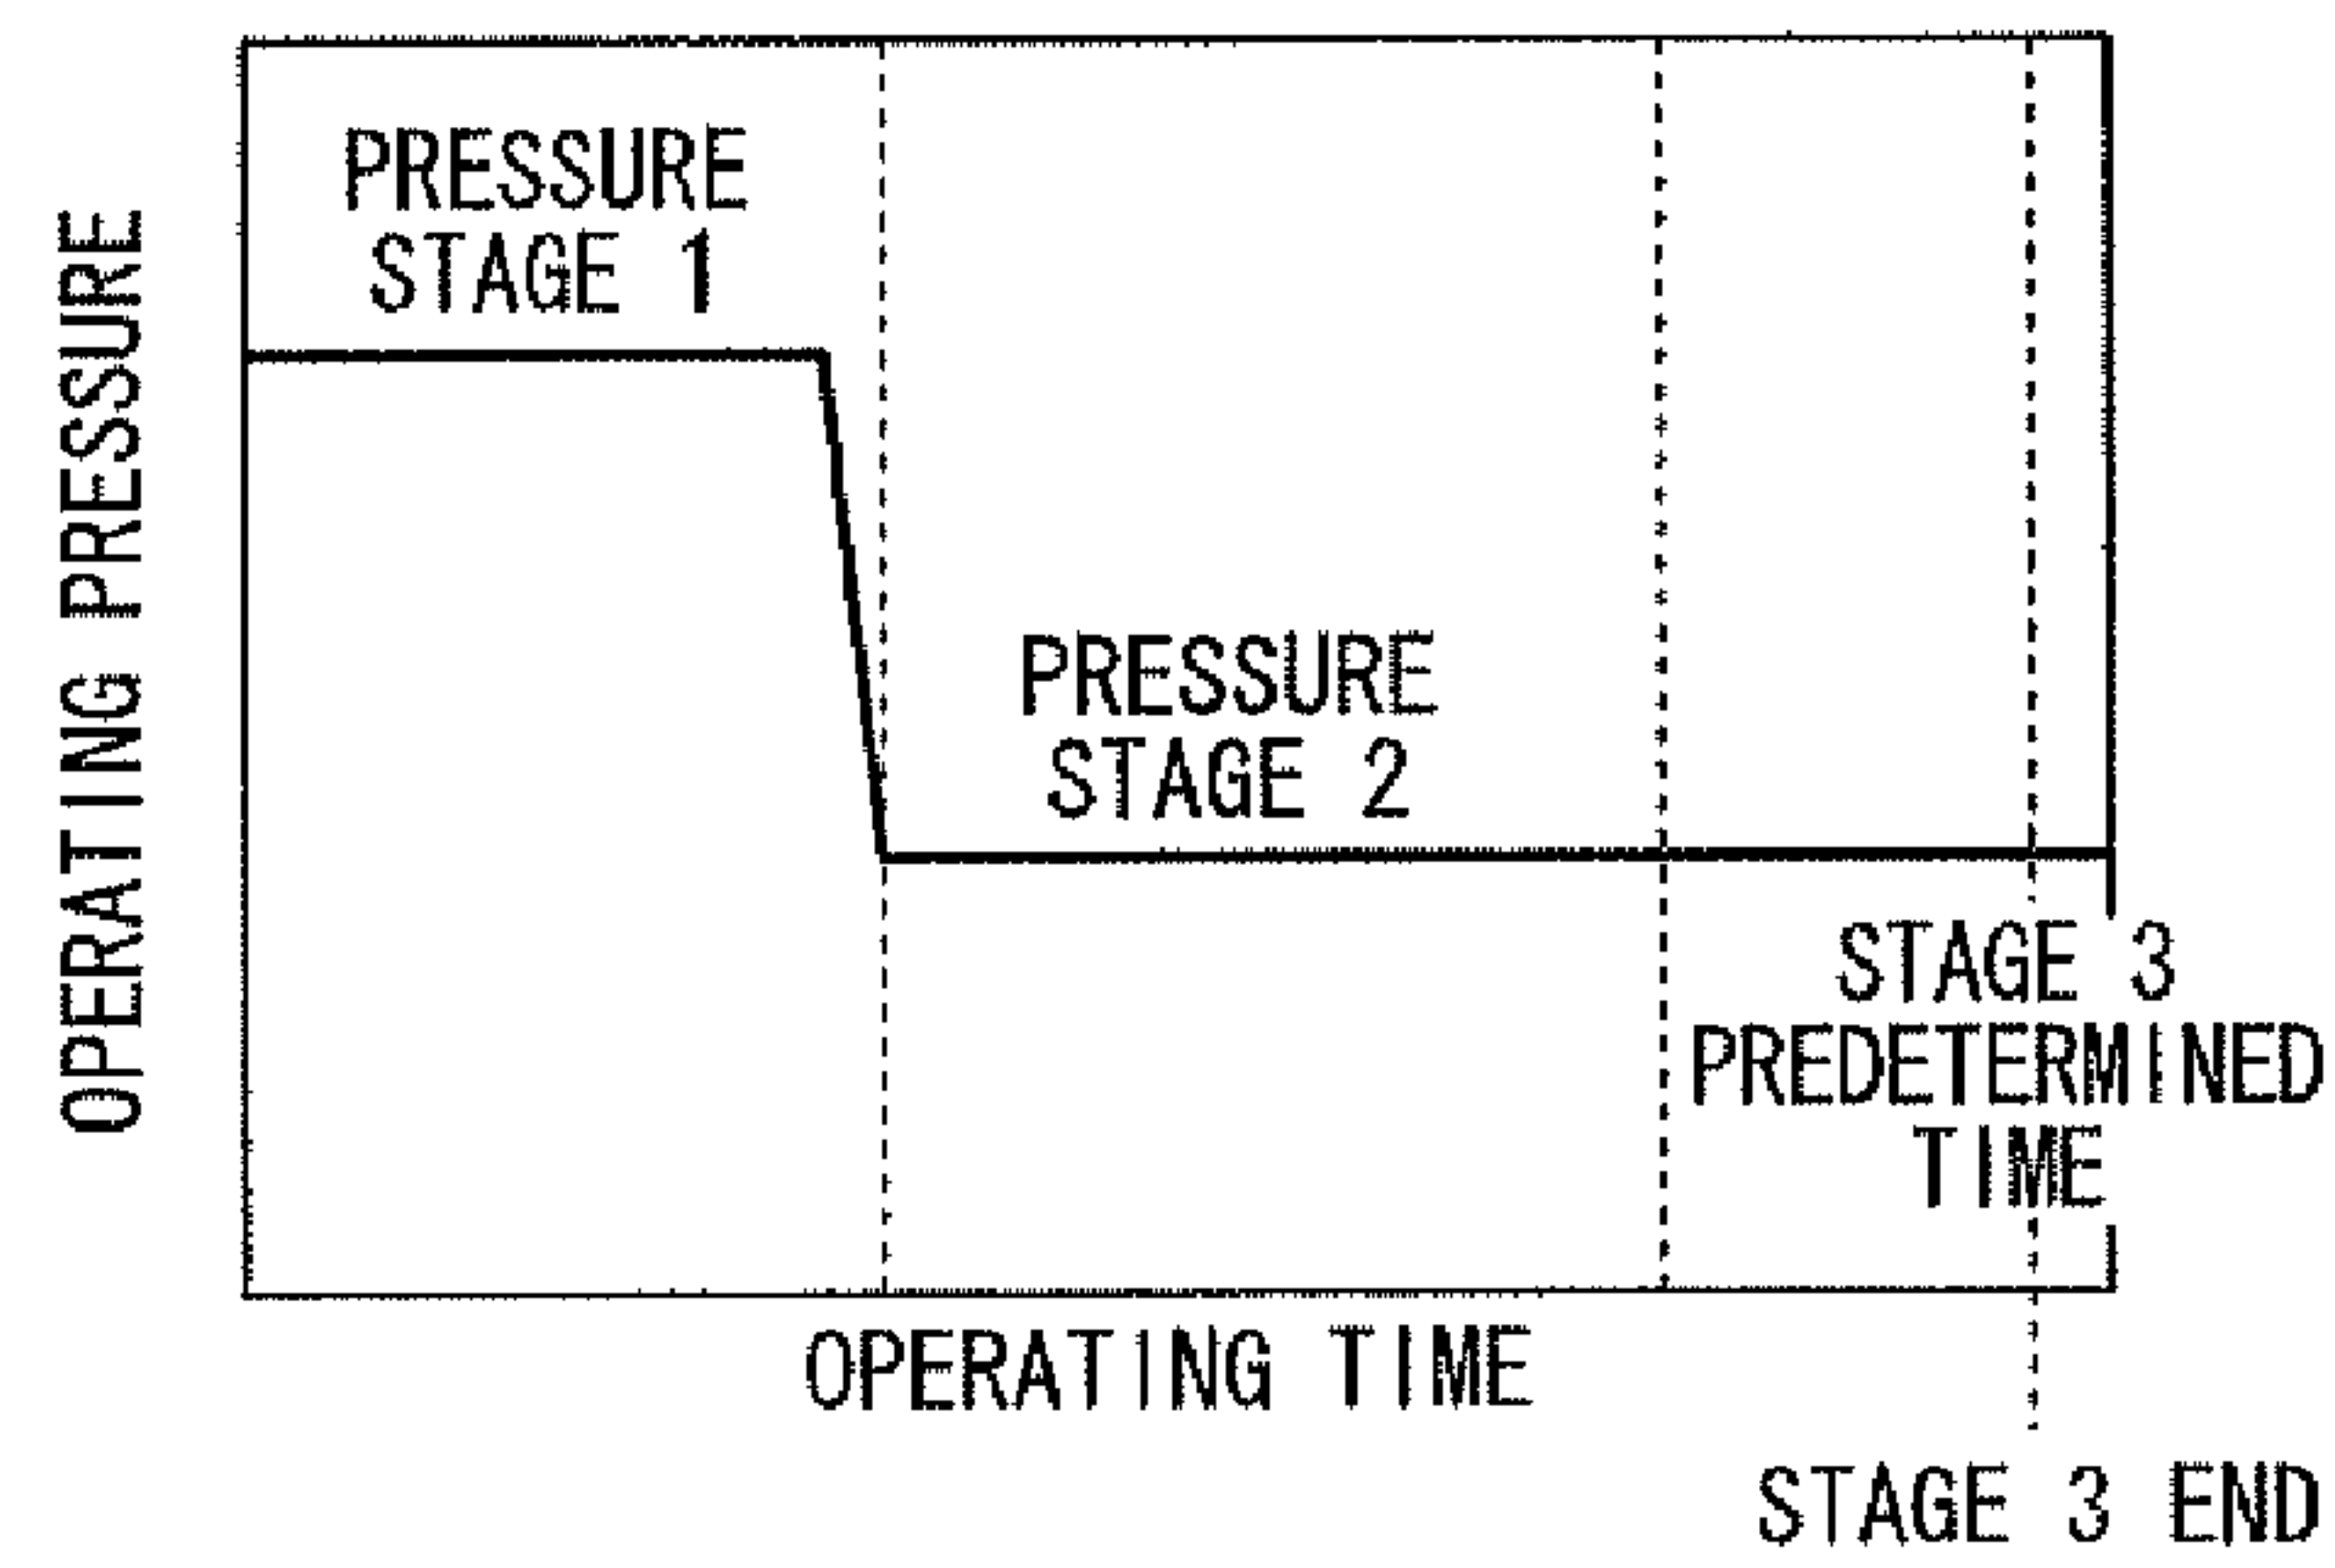 OPERATING PRESSURE
PRESSURE
STAGE 1
PRESSURE
STAGE 2
STAGE 3
PREDETERMINED
TIME
OPERATING TIME
STAGE 3 END